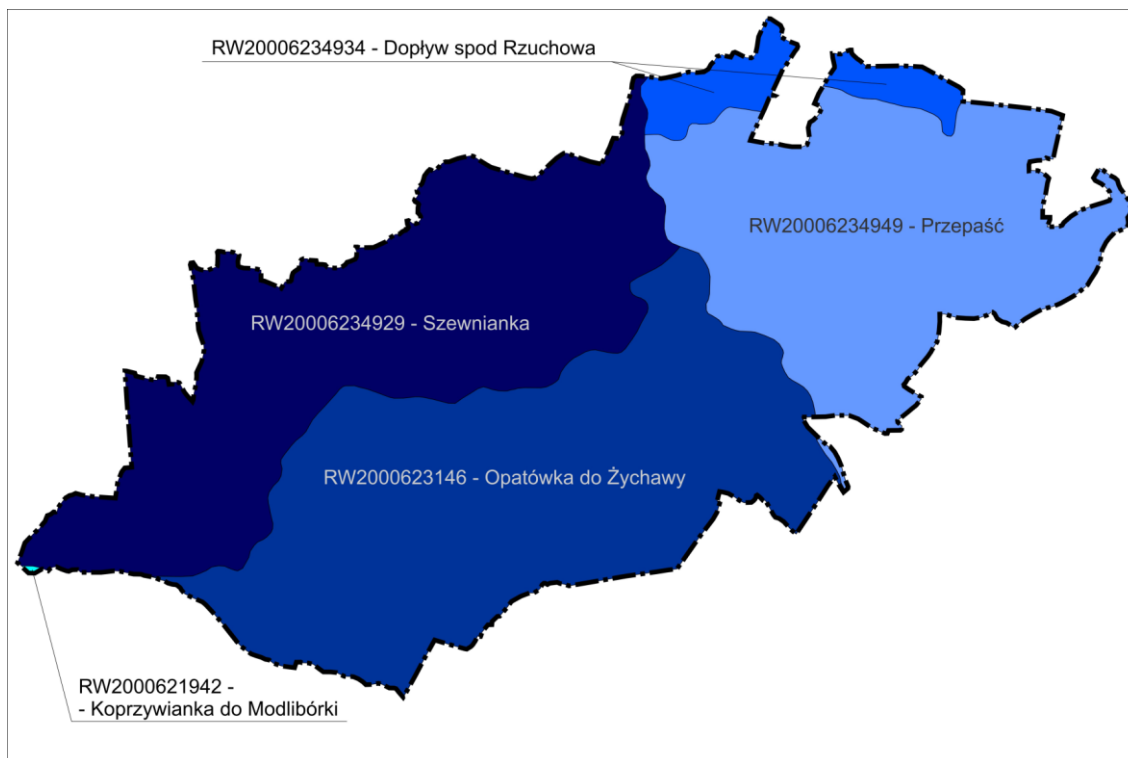 RW20006234934 - Dopływ spod Rzuchowa
RW20006234949 - Przepaść
RW20006234929 - Szewnianka
RW2000623146 - Opatówka do Żychawy
RW2000621942 -
- Koprzywianka do Modlibórki